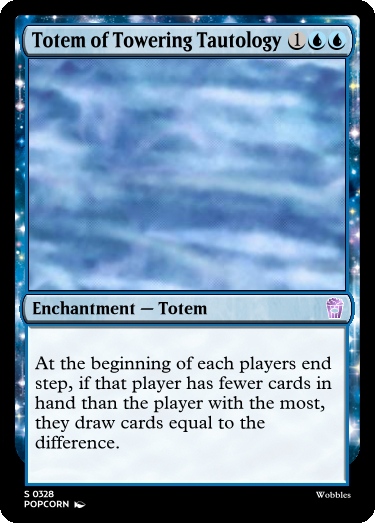 Totem of Towering Tautology 1
Enchantment — Totem
At the beginning of each players end
step, if that player has fewer cards in
hand than the player with the most,
they draw cards equal to the
difference.
S 0328
POPCORN
Wobbles